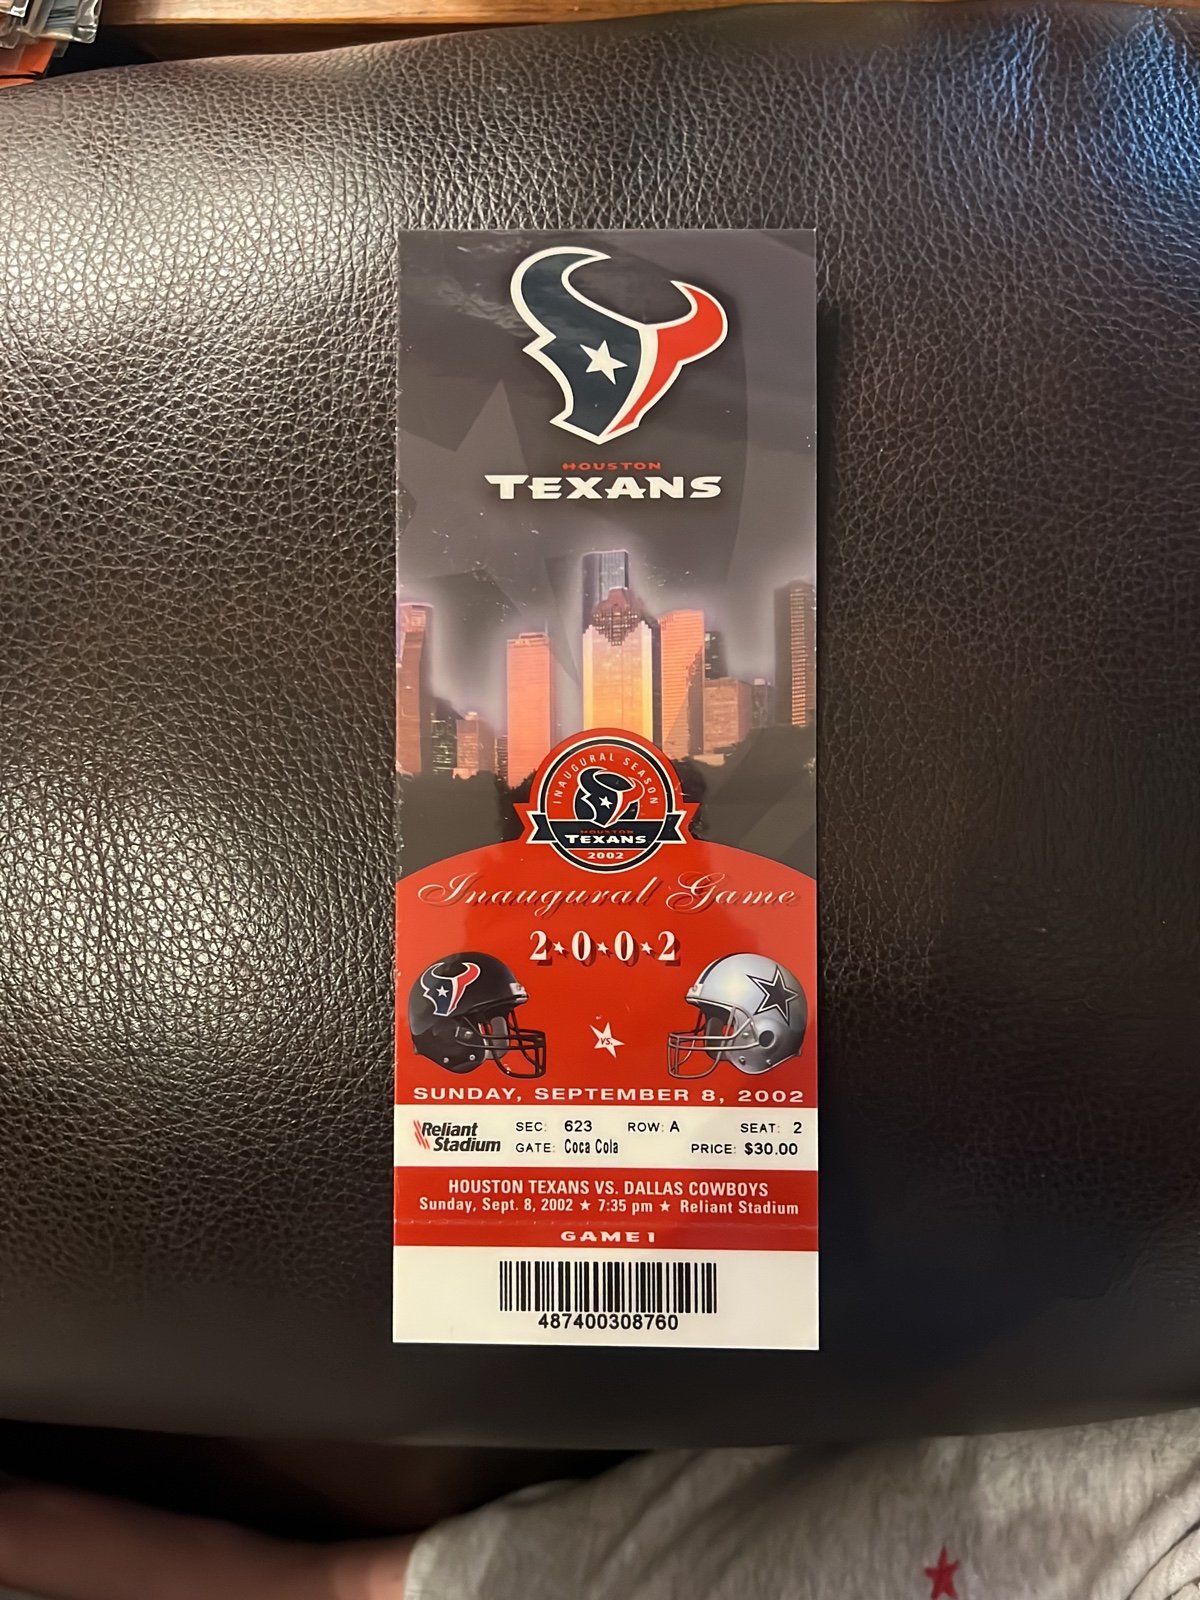 HOUSTON
TEXANS
INAUGURAL SEASON
HOUSTON
TEXANS
2002
Inaugural Game
2★0★0★2
VS.
SUNDAY, SEPTEMBER 8, 2002
Reliant Stadium
SEC: 623 ROW: A SEAT: 2
GATE: Coca Cola PRICE: $30.00
HOUSTON TEXANS VS. DALLAS COWBOYS
Sunday, Sept. 8, 2002 ★ 7:35 pm ★ Reliant Stadium
GAME 1
487400308760